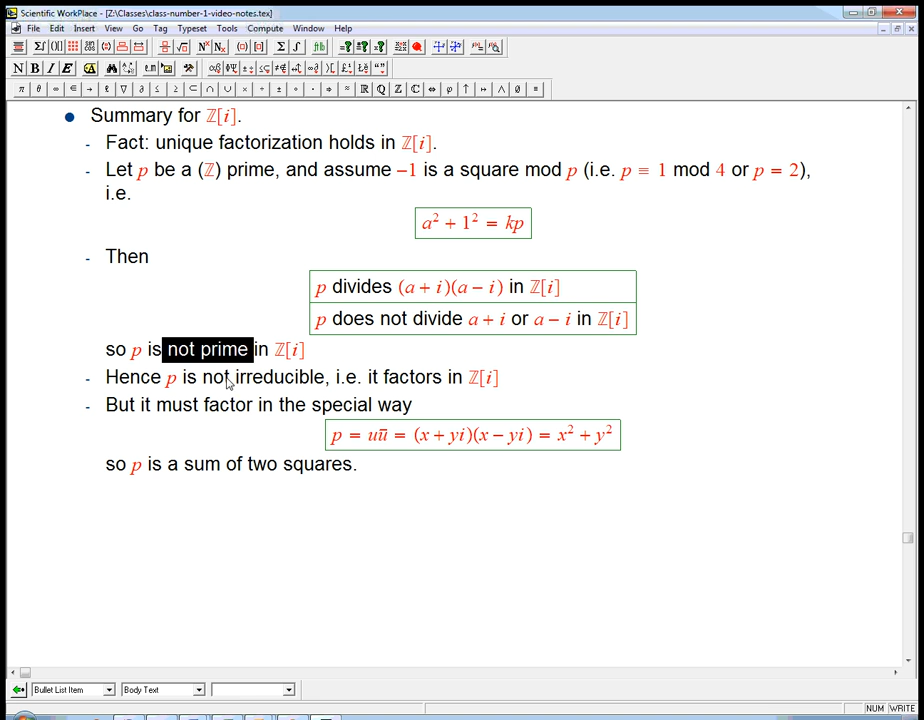 Scientific WorkPlace - [Z:\Classes\class-number-1-video-notes.tex]
File Edit Insert View Go Tag Typeset Tools Compute Window Help
• Summary for ℤ[i].
- Fact: unique factorization holds in ℤ[i].
- Let p be a (ℤ) prime, and assume −1 is a square mod p (i.e. p ≡ 1 mod 4 or p = 2),
i.e.
a² + 1² = kp
- Then
p divides (a + i)(a − i) in ℤ[i]
p does not divide a + i or a − i in ℤ[i]
so p is not prime in ℤ[i]
- Hence p is not irreducible, i.e. it factors in ℤ[i]
- But it must factor in the special way
p = uū = (x + yi)(x − yi) = x² + y²
so p is a sum of two squares.
Bullet List Item Body Text
NUM WRITE